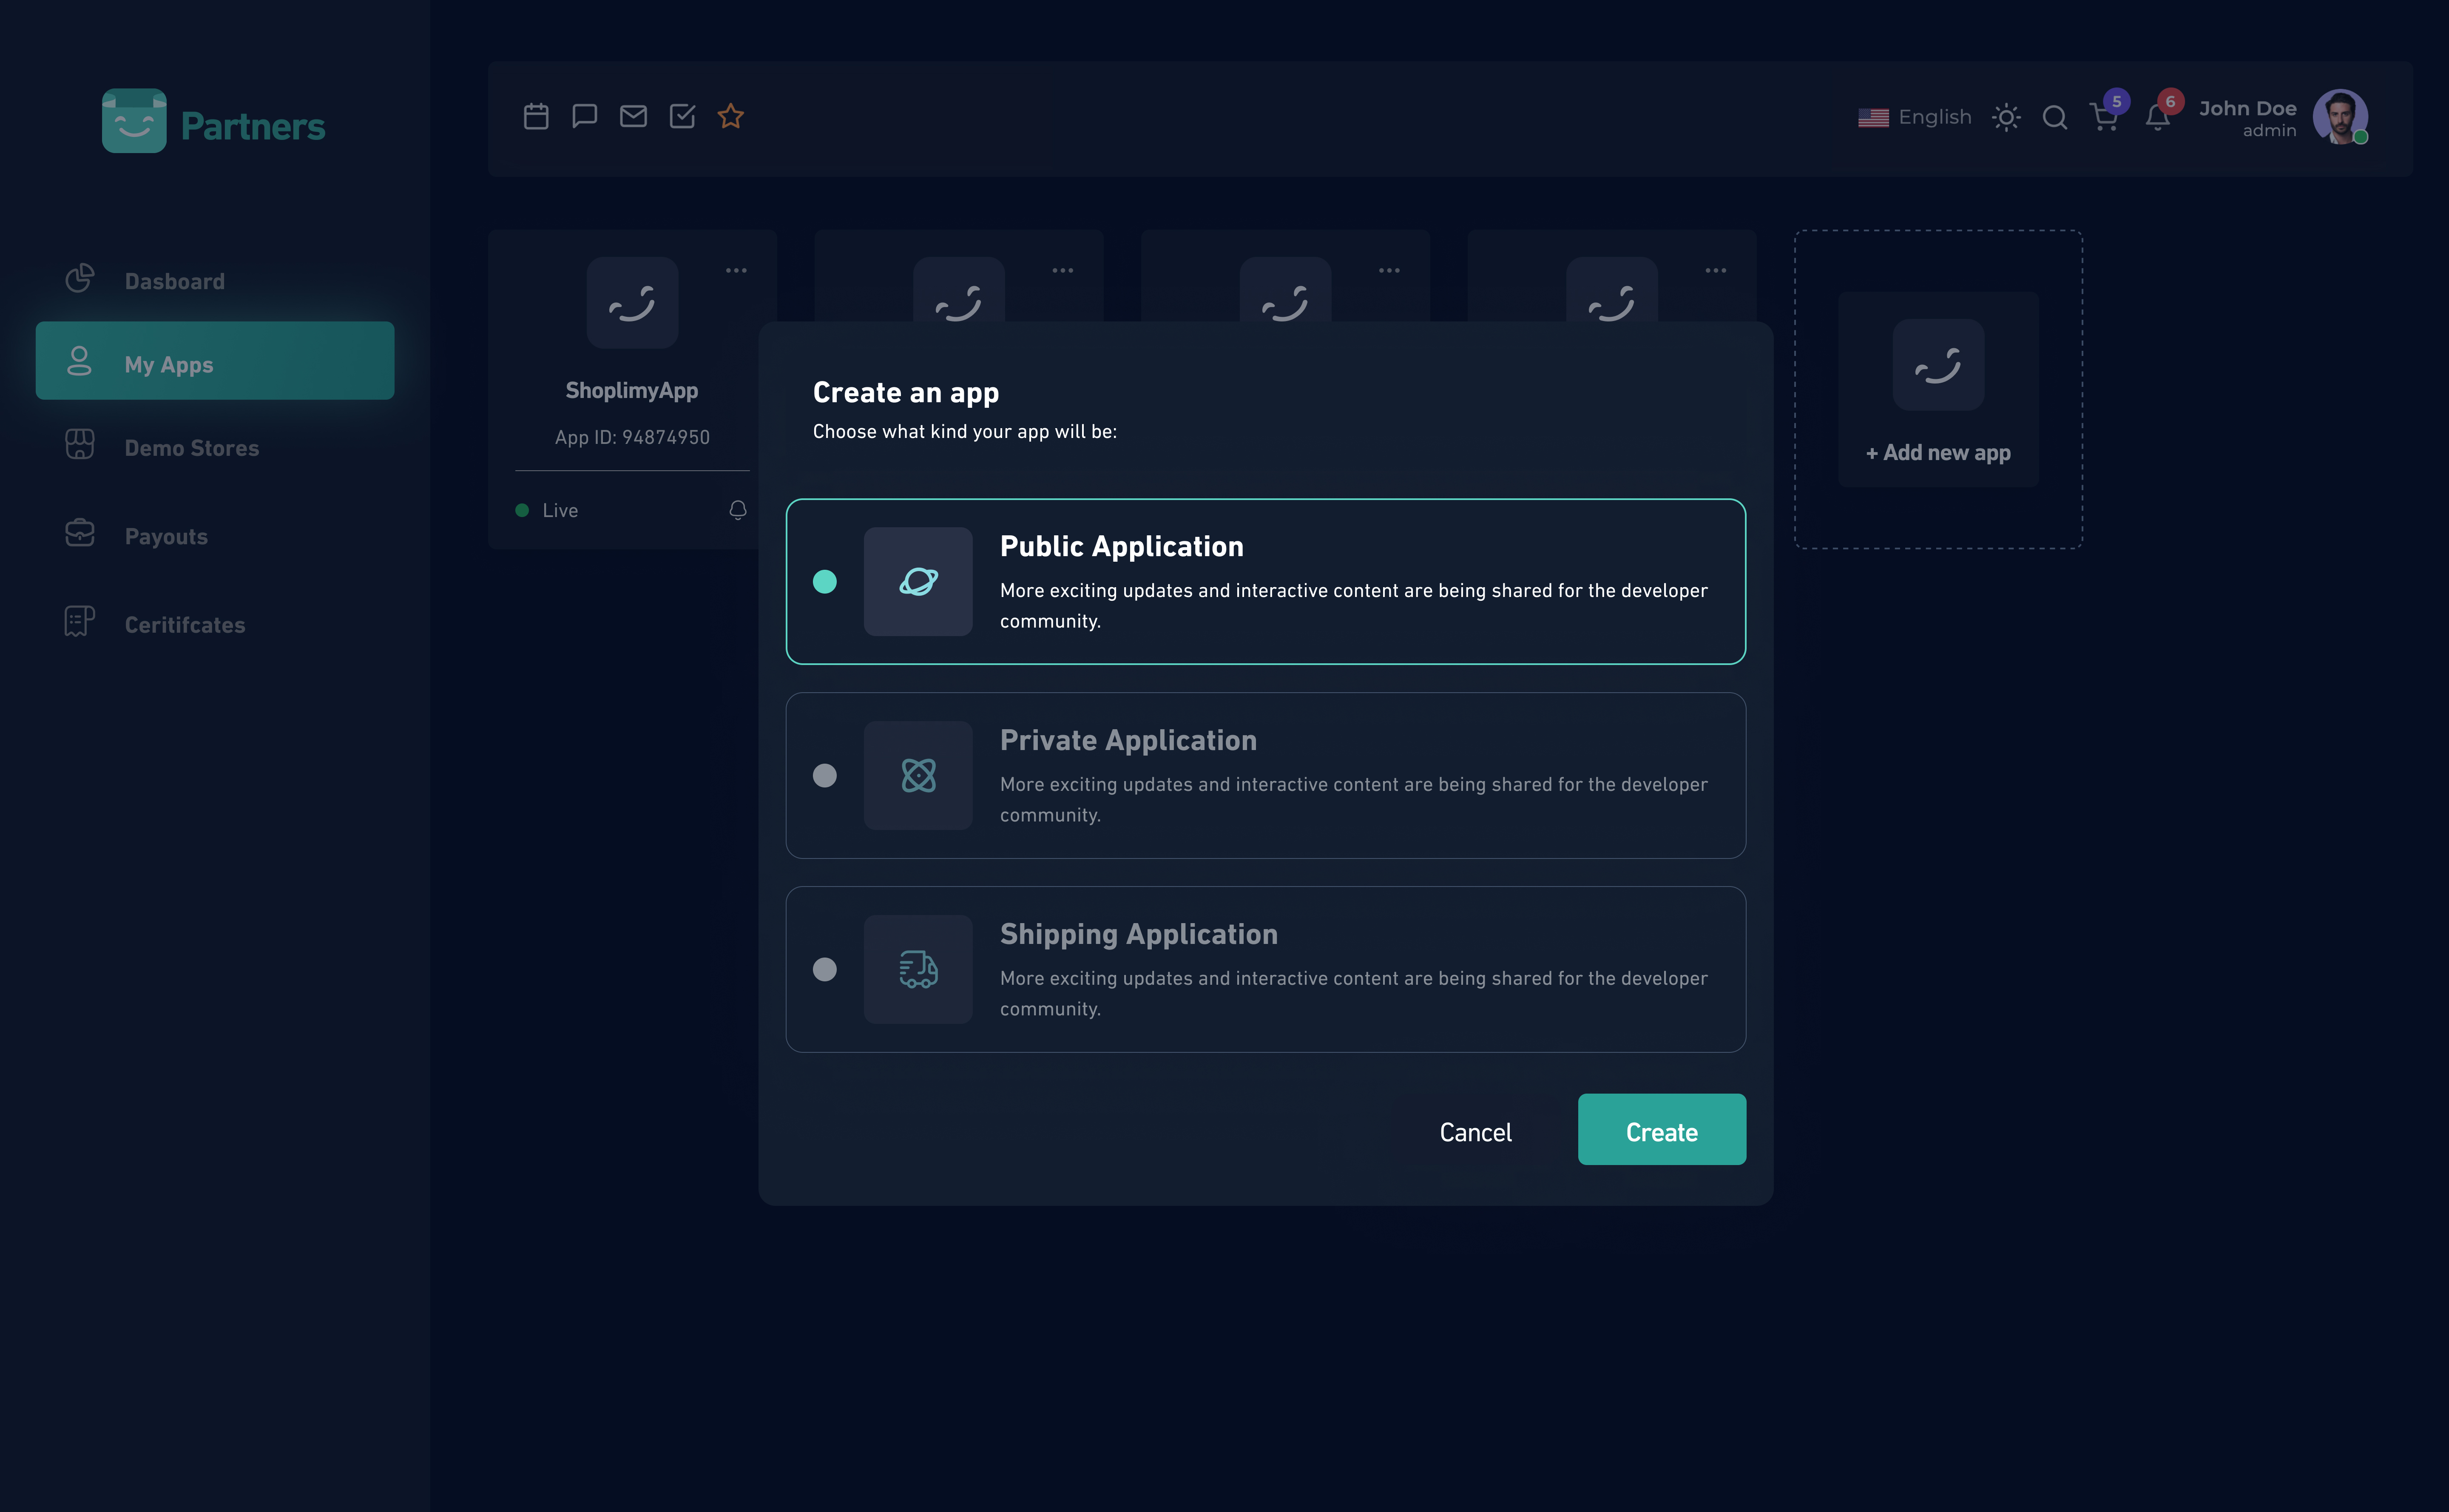 Partners
English
5
6
John Doe
admin
Dasboard
My Apps
Demo Stores
Payouts
Ceritifcates
ShoplimyApp
App ID: 94874950
Live
+ Add new app
Create an app
Choose what kind your app will be:
Public Application
More exciting updates and interactive content are being shared for the developer
community.
Private Application
More exciting updates and interactive content are being shared for the developer
community.
Shipping Application
More exciting updates and interactive content are being shared for the developer
community.
Cancel
Create